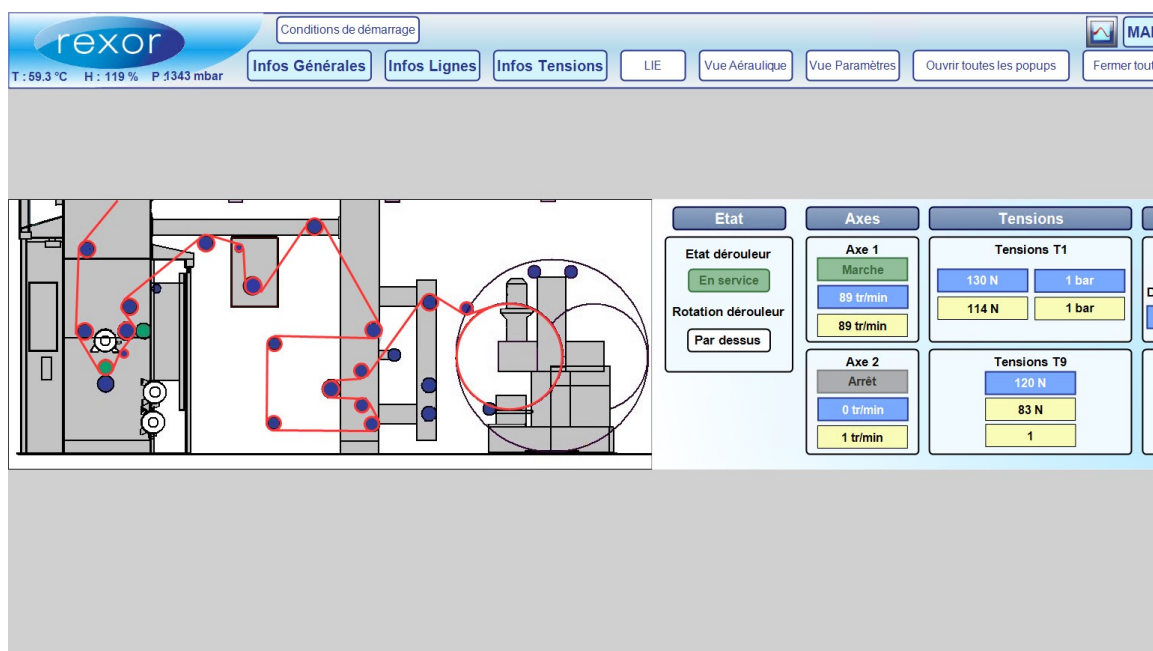 rexor
Conditions de démarrage
MA
T : 59.3 °C H : 119 % P :1343 mbar
Infos Générales
Infos Lignes
Infos Tensions
LIE
Vue Aéraulique
Vue Paramètres
Ouvrir toutes les popups
Fermer tout
Etat
Axes
Tensions
Etat dérouleur
En service
Rotation dérouleur
Par dessus
Axe 1
Marche
89 tr/min
89 tr/min
Tensions T1
130 N 1 bar
114 N 1 bar
D
Axe 2
Arrêt
0 tr/min
1 tr/min
Tensions T9
120 N
83 N
1